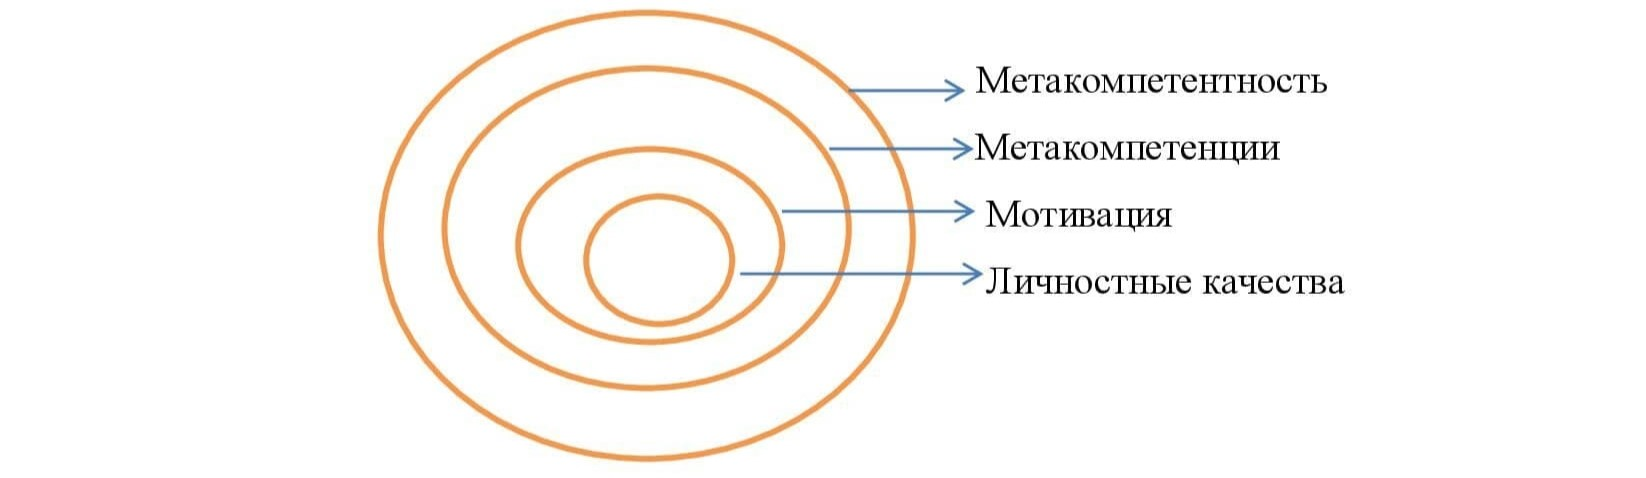 Метакомпетентность
Метакомпетенции
Мотивация
Личностные качества